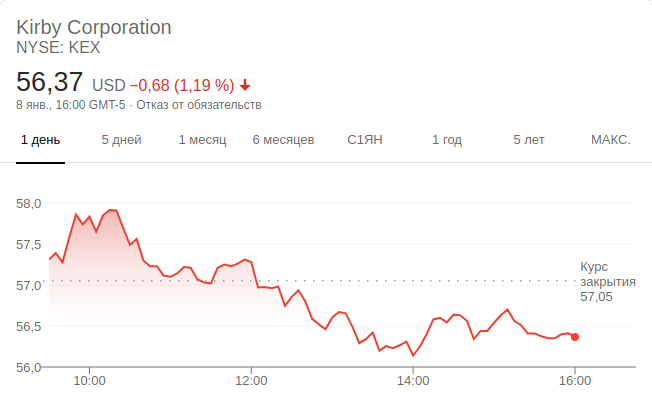 Kirby Corporation
NYSE: KEX
56,37 USD −0,68 (1,19 %)
8 янв., 16:00 GMT-5 · Отказ от обязательств
1 день 5 дней 1 месяц 6 месяцев С1ЯН 1 год 5 лет МАКС.
58,0
57,5
57,0
56,5
56,0
Курс
закрытия
57,05
10:00 12:00 14:00 16:00